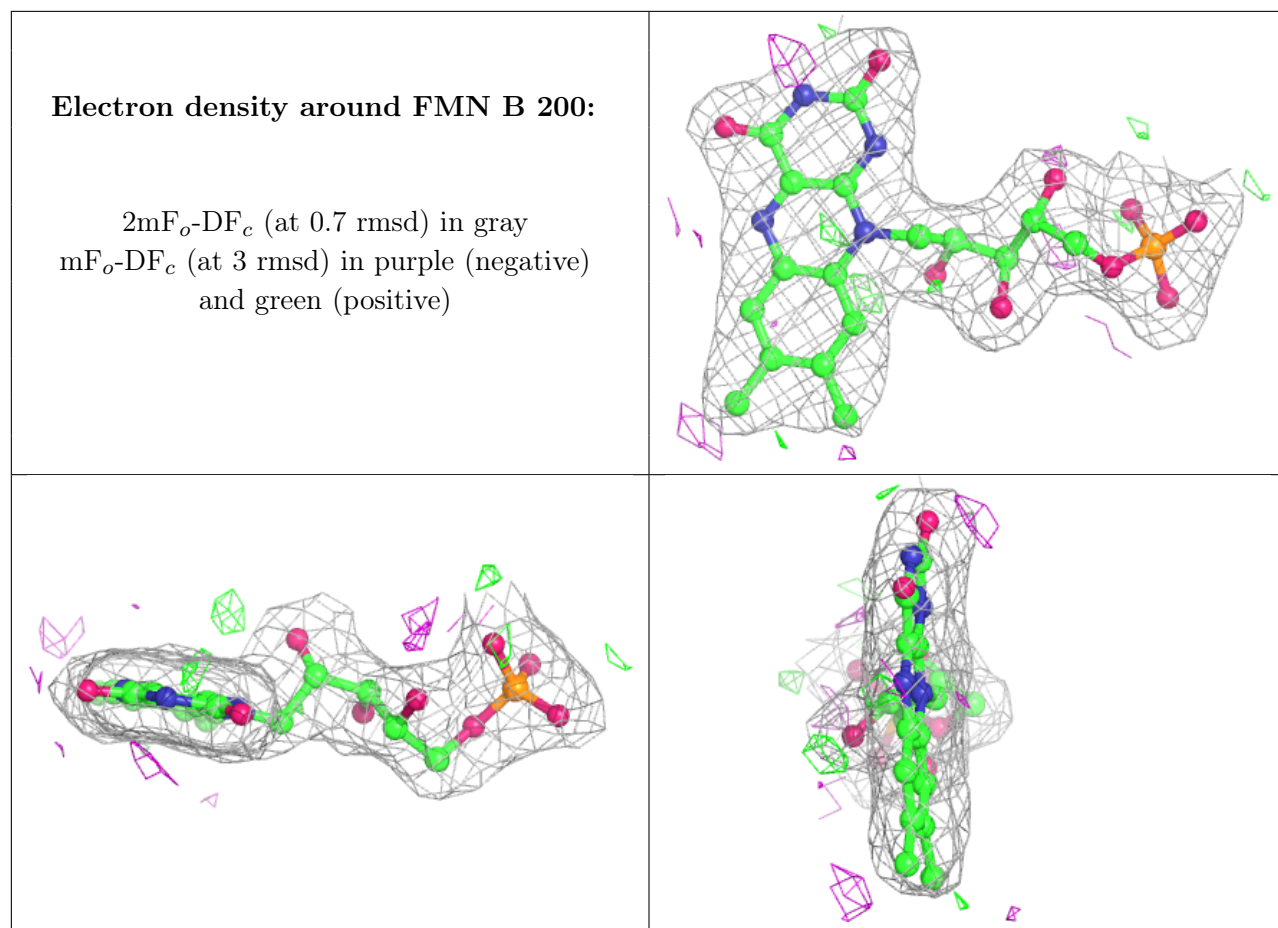 Electron density around FMN B 200:
2mFo-DFc (at 0.7 rmsd) in gray
mFo-DFc (at 3 rmsd) in purple (negative)
and green (positive)